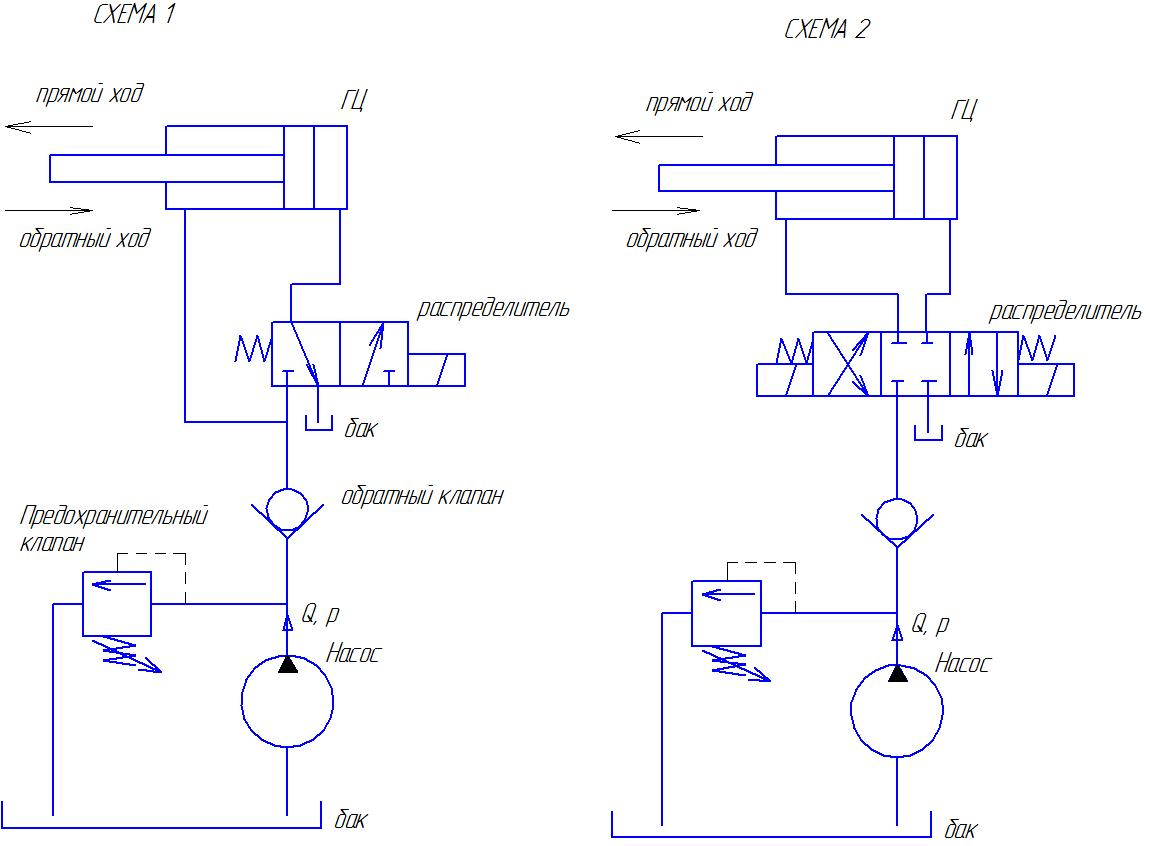 СХЕМА 1
прямой ход
ГЦ
обратный ход
распределитель
бак
обратный клапан
Предохранительный
клапан
Q, p
Насос
бак
СХЕМА 2
прямой ход
ГЦ
обратный ход
распределитель
бак
Q, p
Насос
бак